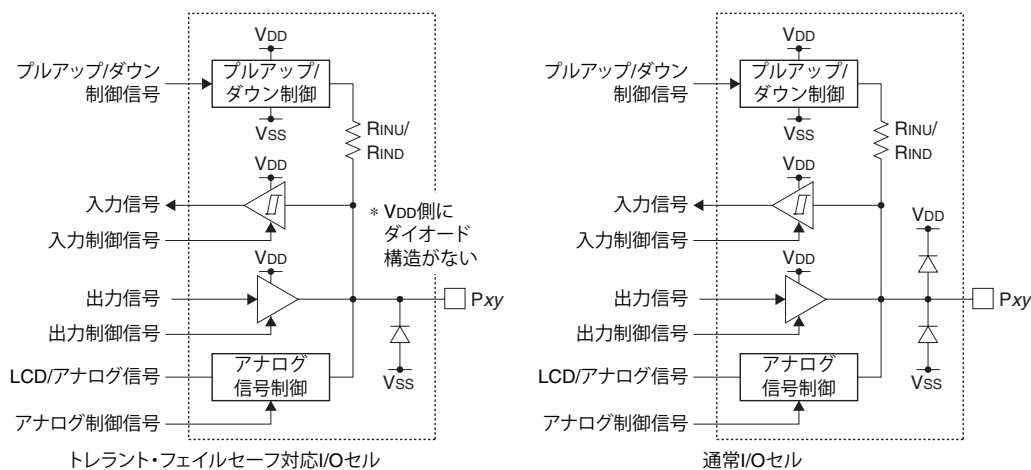 VDD
プルアップ/ダウン
制御信号
プルアップ/
ダウン制御
VSS
RINU/
RIND
VDD
入力信号
入力制御信号
* VDD側に
ダイオード
構造がない
VDD
出力信号
出力制御信号
Pxy
LCD/アナログ信号
アナログ
信号制御
VSS
アナログ制御信号
トレラント・フェイルセーフ対応I/Oセル
VDD
プルアップ/ダウン
制御信号
プルアップ/
ダウン制御
VSS
RINU/
RIND
VDD
入力信号
入力制御信号
VDD
VDD
出力信号
出力制御信号
Pxy
LCD/アナログ信号
アナログ
信号制御
VSS
アナログ制御信号
通常I/Oセル